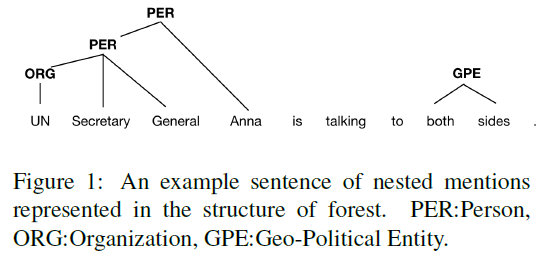 PER
PER
ORG
GPE
UN Secretary General Anna is talking to both sides .
Figure 1: An example sentence of nested mentions
represented in the structure of forest. PER:Person,
ORG:Organization, GPE:Geo-Political Entity.